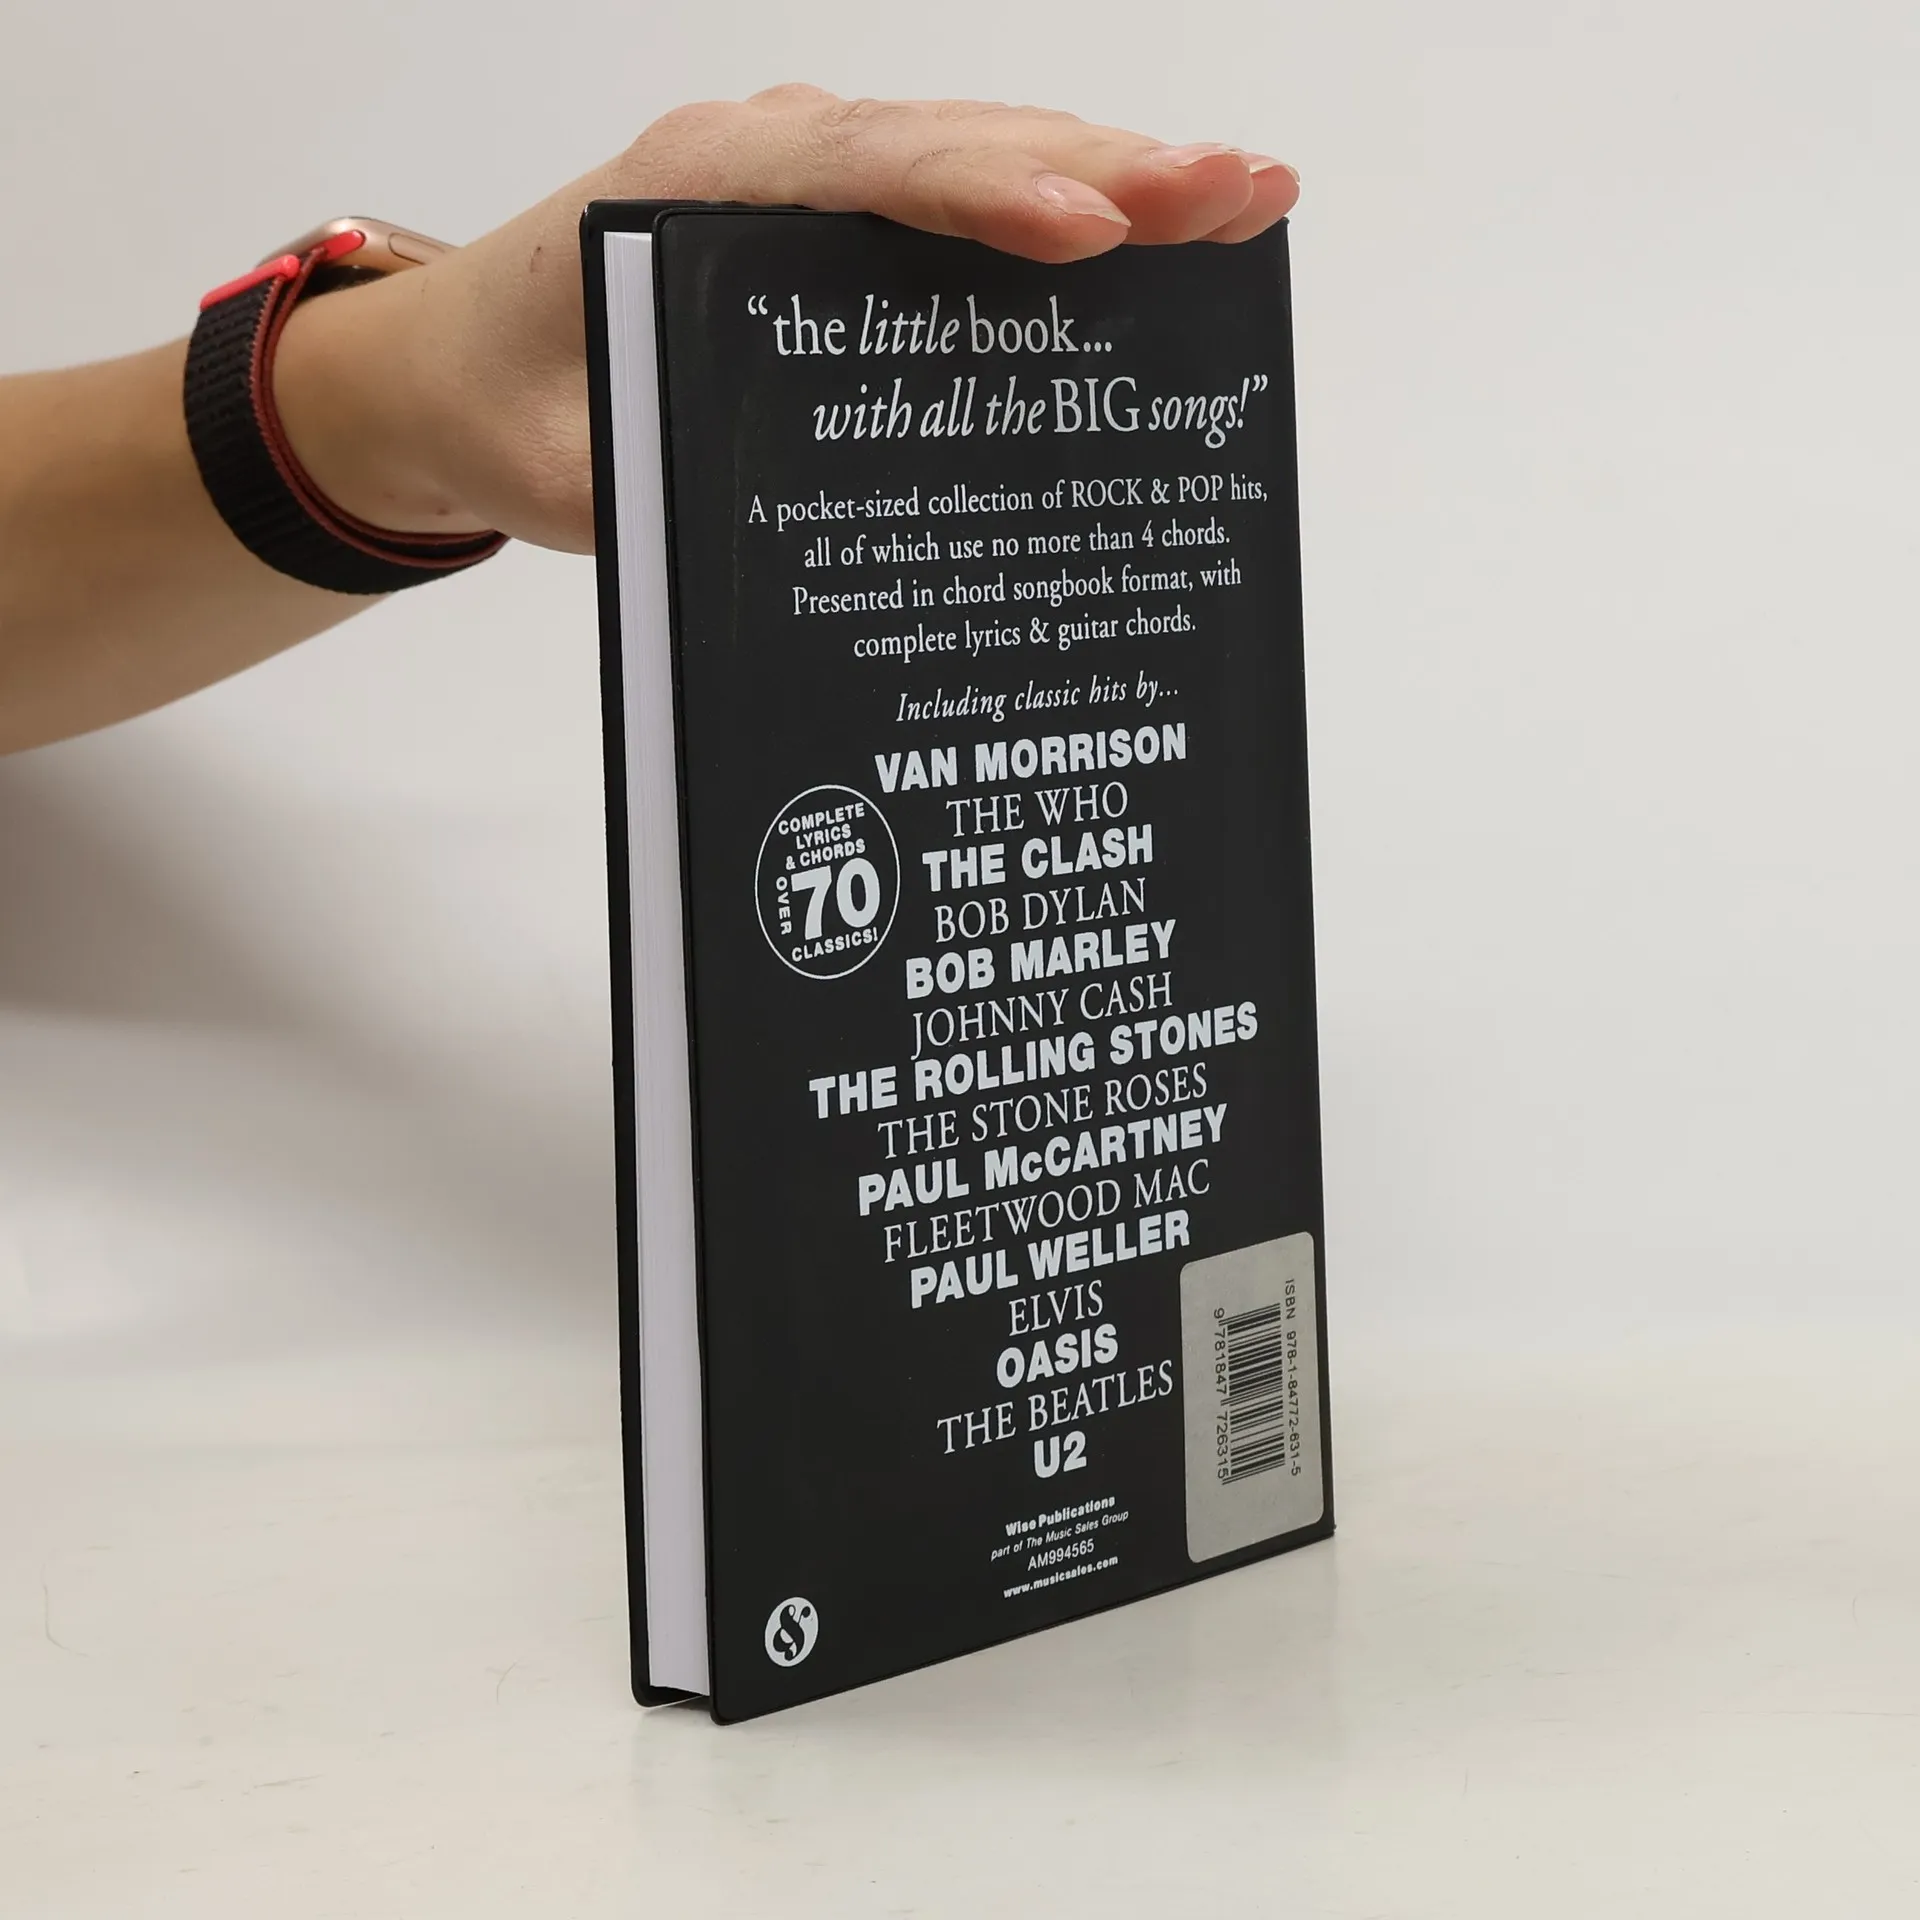 “the little book...
with all the BIG songs!”
A pocket-sized collection of ROCK & POP hits,
all of which use no more than 4 chords.
Presented in chord songbook format, with
complete lyrics & guitar chords.
Including classic hits by...
VAN MORRISON
THE WHO
THE CLASH
BOB DYLAN
BOB MARLEY
JOHNNY CASH
THE ROLLING STONES
THE STONE ROSES
PAUL McCARTNEY
FLEETWOOD MAC
PAUL WELLER
ELVIS
OASIS
THE BEATLES
U2
COMPLETE
LYRICS
& CHORDS
OVER
70
CLASSICS!
Wise Publications
part of The Music Sales Group
AM994565
www.musicsales.com
&
ISBN 978-1-84772-631-5
9 781847 726315